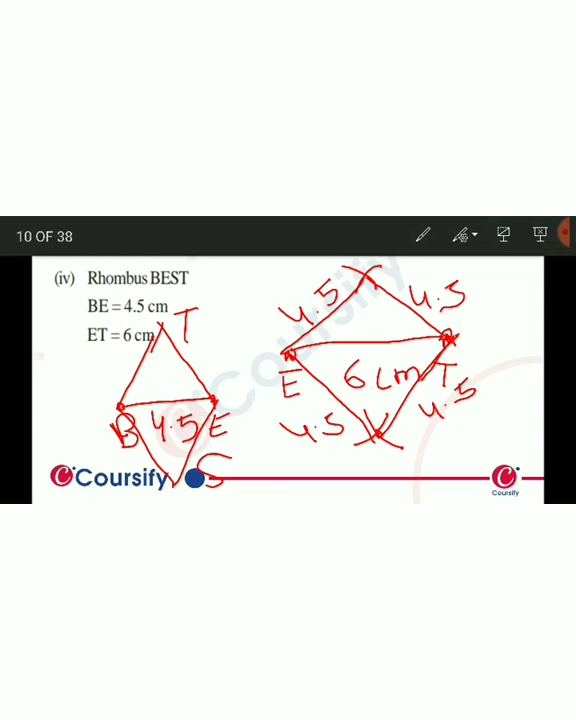 10 OF 38
(iv) Rhombus BEST
BE = 4.5 cm
ET = 6 cm
T
B 4.5 E
S
4.5 4.5
E 6 cm T
4.5 4.5
Coursify
Coursify
Coursify